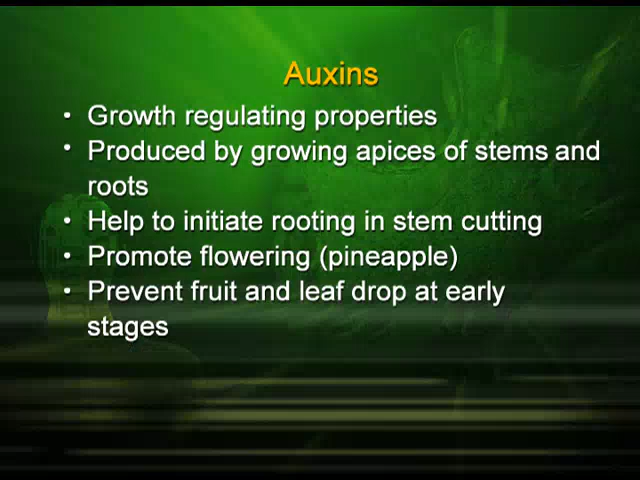 Auxins
• Growth regulating properties
• Produced by growing apices of stems and
roots
• Help to initiate rooting in stem cutting
• Promote flowering (pineapple)
• Prevent fruit and leaf drop at early
stages